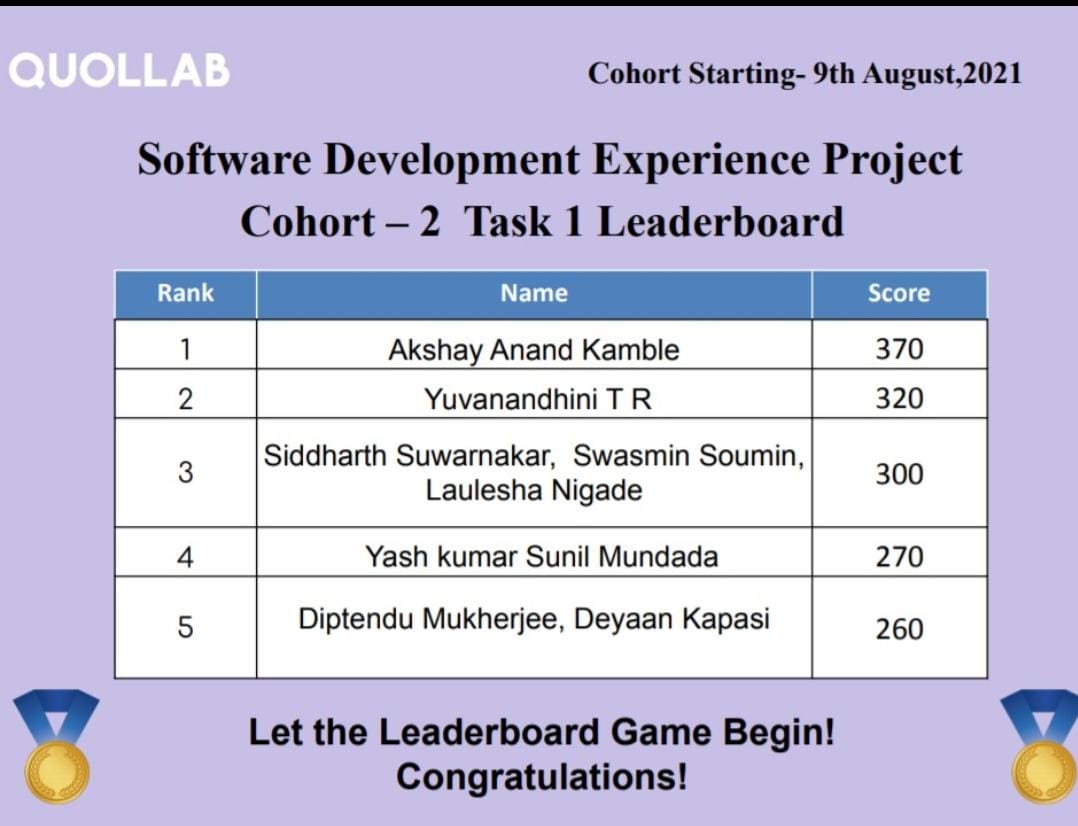 QUOLLAB
Cohort Starting- 9th August,2021
Software Development Experience Project
Cohort – 2 Task 1 Leaderboard
Rank Name Score
1 Akshay Anand Kamble 370
2 Yuvanandhini T R 320
3 Siddharth Suwarnakar, Swasmin Soumin, 300
Laulesha Nigade
4 Yash kumar Sunil Mundada 270
5 Diptendu Mukherjee, Deyaan Kapasi 260
Let the Leaderboard Game Begin!
Congratulations!